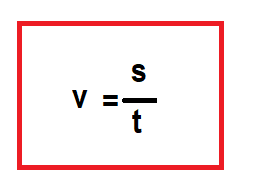 v = s/t